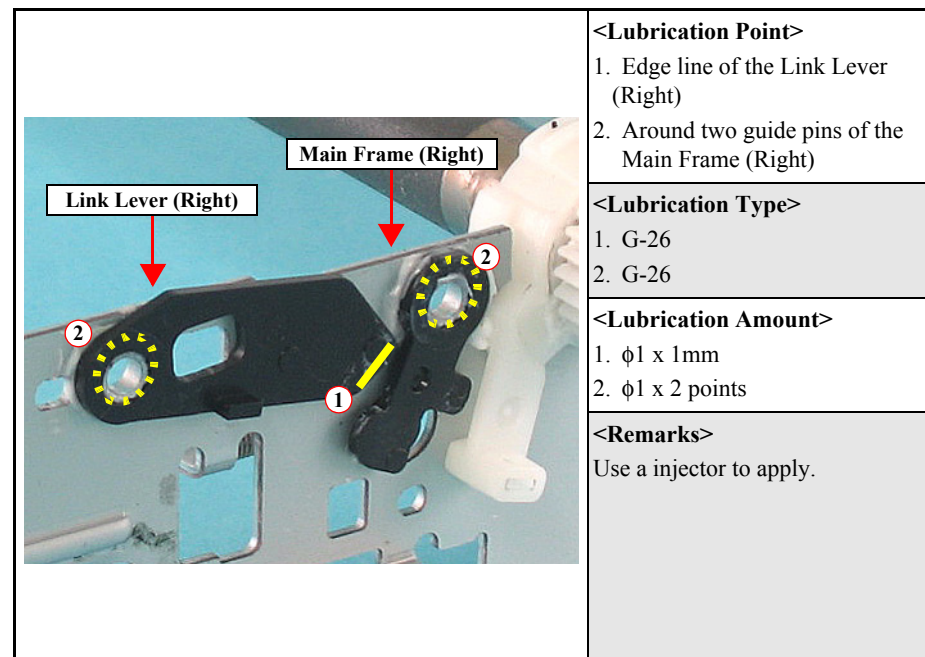 Main Frame (Right)
Link Lever (Right)
2
2
1
<Lubrication Point>
1. Edge line of the Link Lever
(Right)
2. Around two guide pins of the
Main Frame (Right)
<Lubrication Type>
1. G-26
2. G-26
<Lubrication Amount>
1. ϕ1 x 1mm
2. ϕ1 x 2 points
<Remarks>
Use a injector to apply.